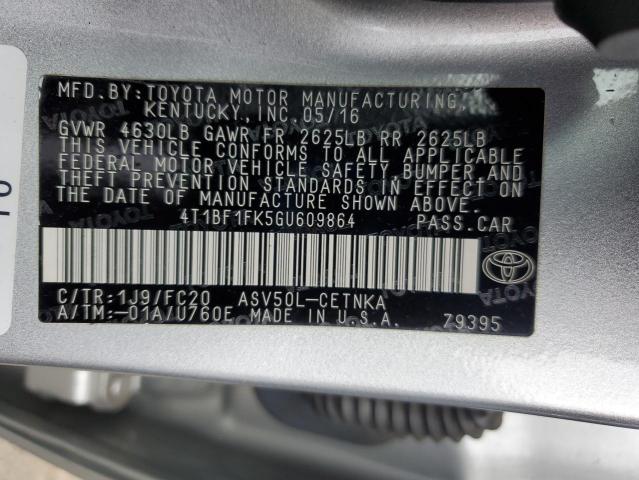 MFD.BY:TOYOTA MOTOR MANUFACTURING,
KENTUCKY,INC.05/16
GVWR 4630LB GAWR FR 2625LB RR 2625LB
THIS VEHICLE CONFORMS TO ALL APPLICABLE
FEDERAL MOTOR VEHICLE SAFETY,BUMPER,AND
THEFT PREVENTION STANDARDS IN EFFECT ON
THE DATE OF MANUFACTURE SHOWN ABOVE.
4T1BF1FK5GU609864 PASS.CAR
C/TR:1J9/FC20 ASV50L-CETNKA
A/TM:-01A/U760E MADE IN U.S.A. Z9395
TOYOTA